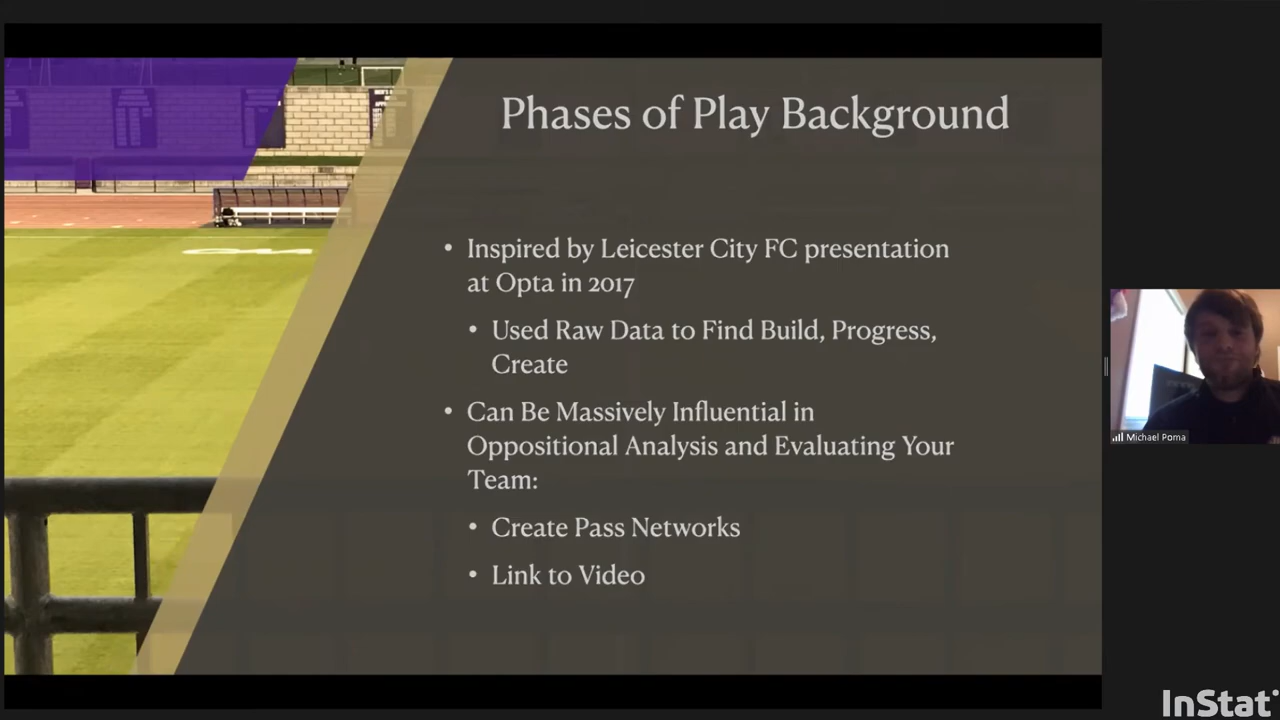 Phases of Play Background
• Inspired by Leicester City FC presentation
at Opta in 2017
• Used Raw Data to Find Build, Progress,
Create
• Can Be Massively Influential in
Oppositional Analysis and Evaluating Your
Team:
• Create Pass Networks
• Link to Video
Michael Poma
InStat